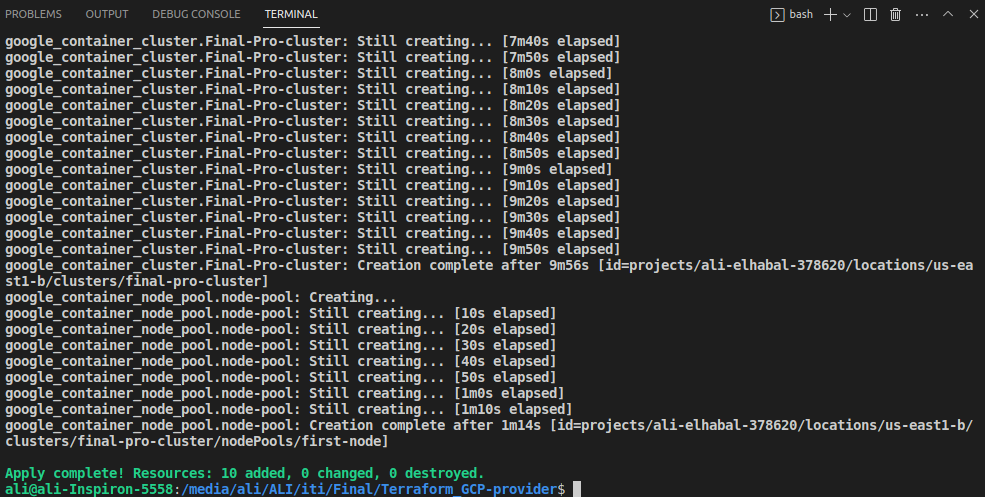 PROBLEMS OUTPUT DEBUG CONSOLE TERMINAL bash
google_container_cluster.Final-Pro-cluster: Still creating... [7m40s elapsed]
google_container_cluster.Final-Pro-cluster: Still creating... [7m50s elapsed]
google_container_cluster.Final-Pro-cluster: Still creating... [8m0s elapsed]
google_container_cluster.Final-Pro-cluster: Still creating... [8m10s elapsed]
google_container_cluster.Final-Pro-cluster: Still creating... [8m20s elapsed]
google_container_cluster.Final-Pro-cluster: Still creating... [8m30s elapsed]
google_container_cluster.Final-Pro-cluster: Still creating... [8m40s elapsed]
google_container_cluster.Final-Pro-cluster: Still creating... [8m50s elapsed]
google_container_cluster.Final-Pro-cluster: Still creating... [9m0s elapsed]
google_container_cluster.Final-Pro-cluster: Still creating... [9m10s elapsed]
google_container_cluster.Final-Pro-cluster: Still creating... [9m20s elapsed]
google_container_cluster.Final-Pro-cluster: Still creating... [9m30s elapsed]
google_container_cluster.Final-Pro-cluster: Still creating... [9m40s elapsed]
google_container_cluster.Final-Pro-cluster: Still creating... [9m50s elapsed]
google_container_cluster.Final-Pro-cluster: Creation complete after 9m56s [id=projects/ali-elhabal-378620/locations/us-ea
st1-b/clusters/final-pro-cluster]
google_container_node_pool.node-pool: Creating...
google_container_node_pool.node-pool: Still creating... [10s elapsed]
google_container_node_pool.node-pool: Still creating... [20s elapsed]
google_container_node_pool.node-pool: Still creating... [30s elapsed]
google_container_node_pool.node-pool: Still creating... [40s elapsed]
google_container_node_pool.node-pool: Still creating... [50s elapsed]
google_container_node_pool.node-pool: Still creating... [1m0s elapsed]
google_container_node_pool.node-pool: Still creating... [1m10s elapsed]
google_container_node_pool.node-pool: Creation complete after 1m14s [id=projects/ali-elhabal-378620/locations/us-east1-b/
clusters/final-pro-cluster/nodePools/first-node]
Apply complete! Resources: 10 added, 0 changed, 0 destroyed.
ali@ali-Inspiron-5558:/media/ali/ALI/iti/Final/Terraform_GCP-provider$